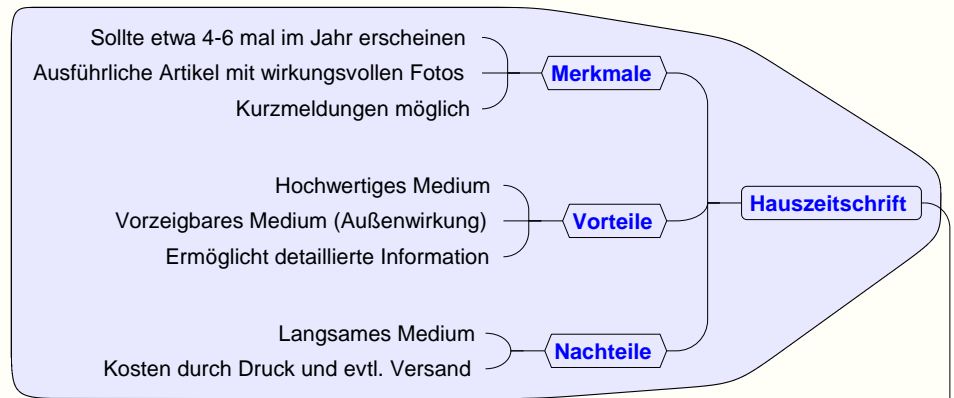 Sollte etwa 4-6 mal im Jahr erscheinen
Ausführliche Artikel mit wirkungsvollen Fotos
Kurzmeldungen möglich
Merkmale
Hochwertiges Medium
Vorzeigbares Medium (Außenwirkung)
Ermöglicht detaillierte Information
Vorteile
Hauszeitschrift
Langsames Medium
Kosten durch Druck und evtl. Versand
Nachteile